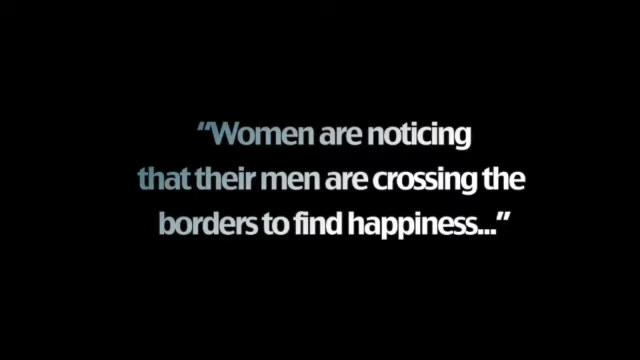 “Women are noticing
that their men are crossing the
borders to find happiness...”